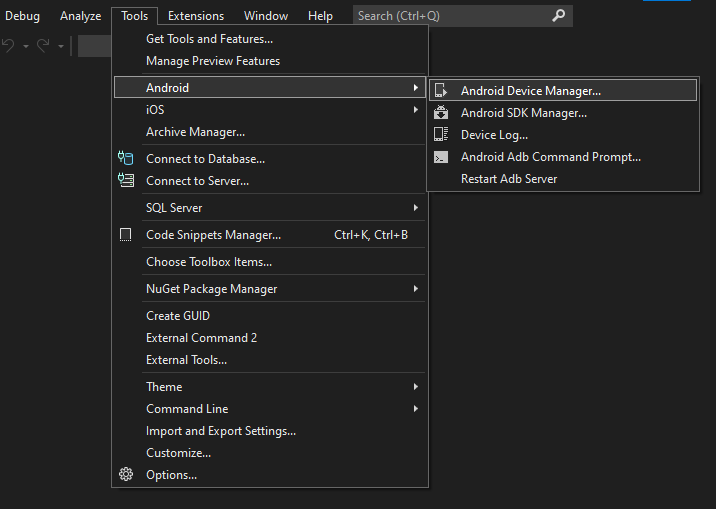 Debug Analyze Tools Extensions Window Help Search (Ctrl+Q)
Get Tools and Features...
Manage Preview Features
Android
iOS
Archive Manager...
Connect to Database...
Connect to Server...
SQL Server
Code Snippets Manager... Ctrl+K, Ctrl+B
Choose Toolbox Items...
NuGet Package Manager
Create GUID
External Command 2
External Tools...
Theme
Command Line
Import and Export Settings...
Customize...
Options...
Android Device Manager...
Android SDK Manager...
Device Log...
Android Adb Command Prompt...
Restart Adb Server